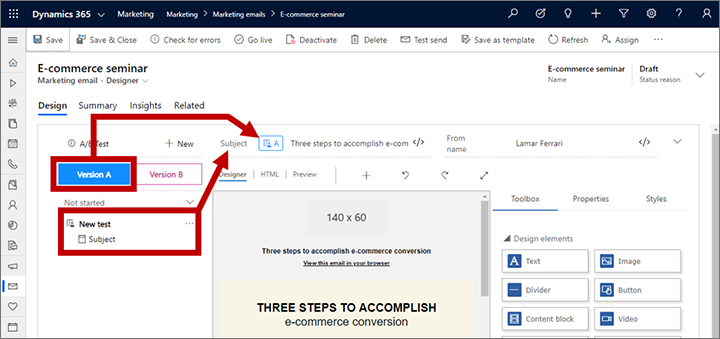 Dynamics 365 Marketing Marketing > Marketing emails > E-commerce seminar
Save Save & Close Check for errors Go live Deactivate Delete Test send Save as template Refresh Assign
E-commerce seminar
Marketing email · Designer
E-commerce seminar
Name
Draft
Status reason
Design Summary Insights Related
A/B Test + New Subject A Three steps to accomplish e-com </> From name Lamar Ferrari </>
Version A Version B
Designer HTML Preview
Not started
New test ...
Subject
140 x 60
Three steps to accomplish e-commerce conversion
View this email in your browser
THREE STEPS TO ACCOMPLISH
e-commerce conversion
Toolbox Properties Styles
Design elements
A Text Image
Divider Button
Content block Video